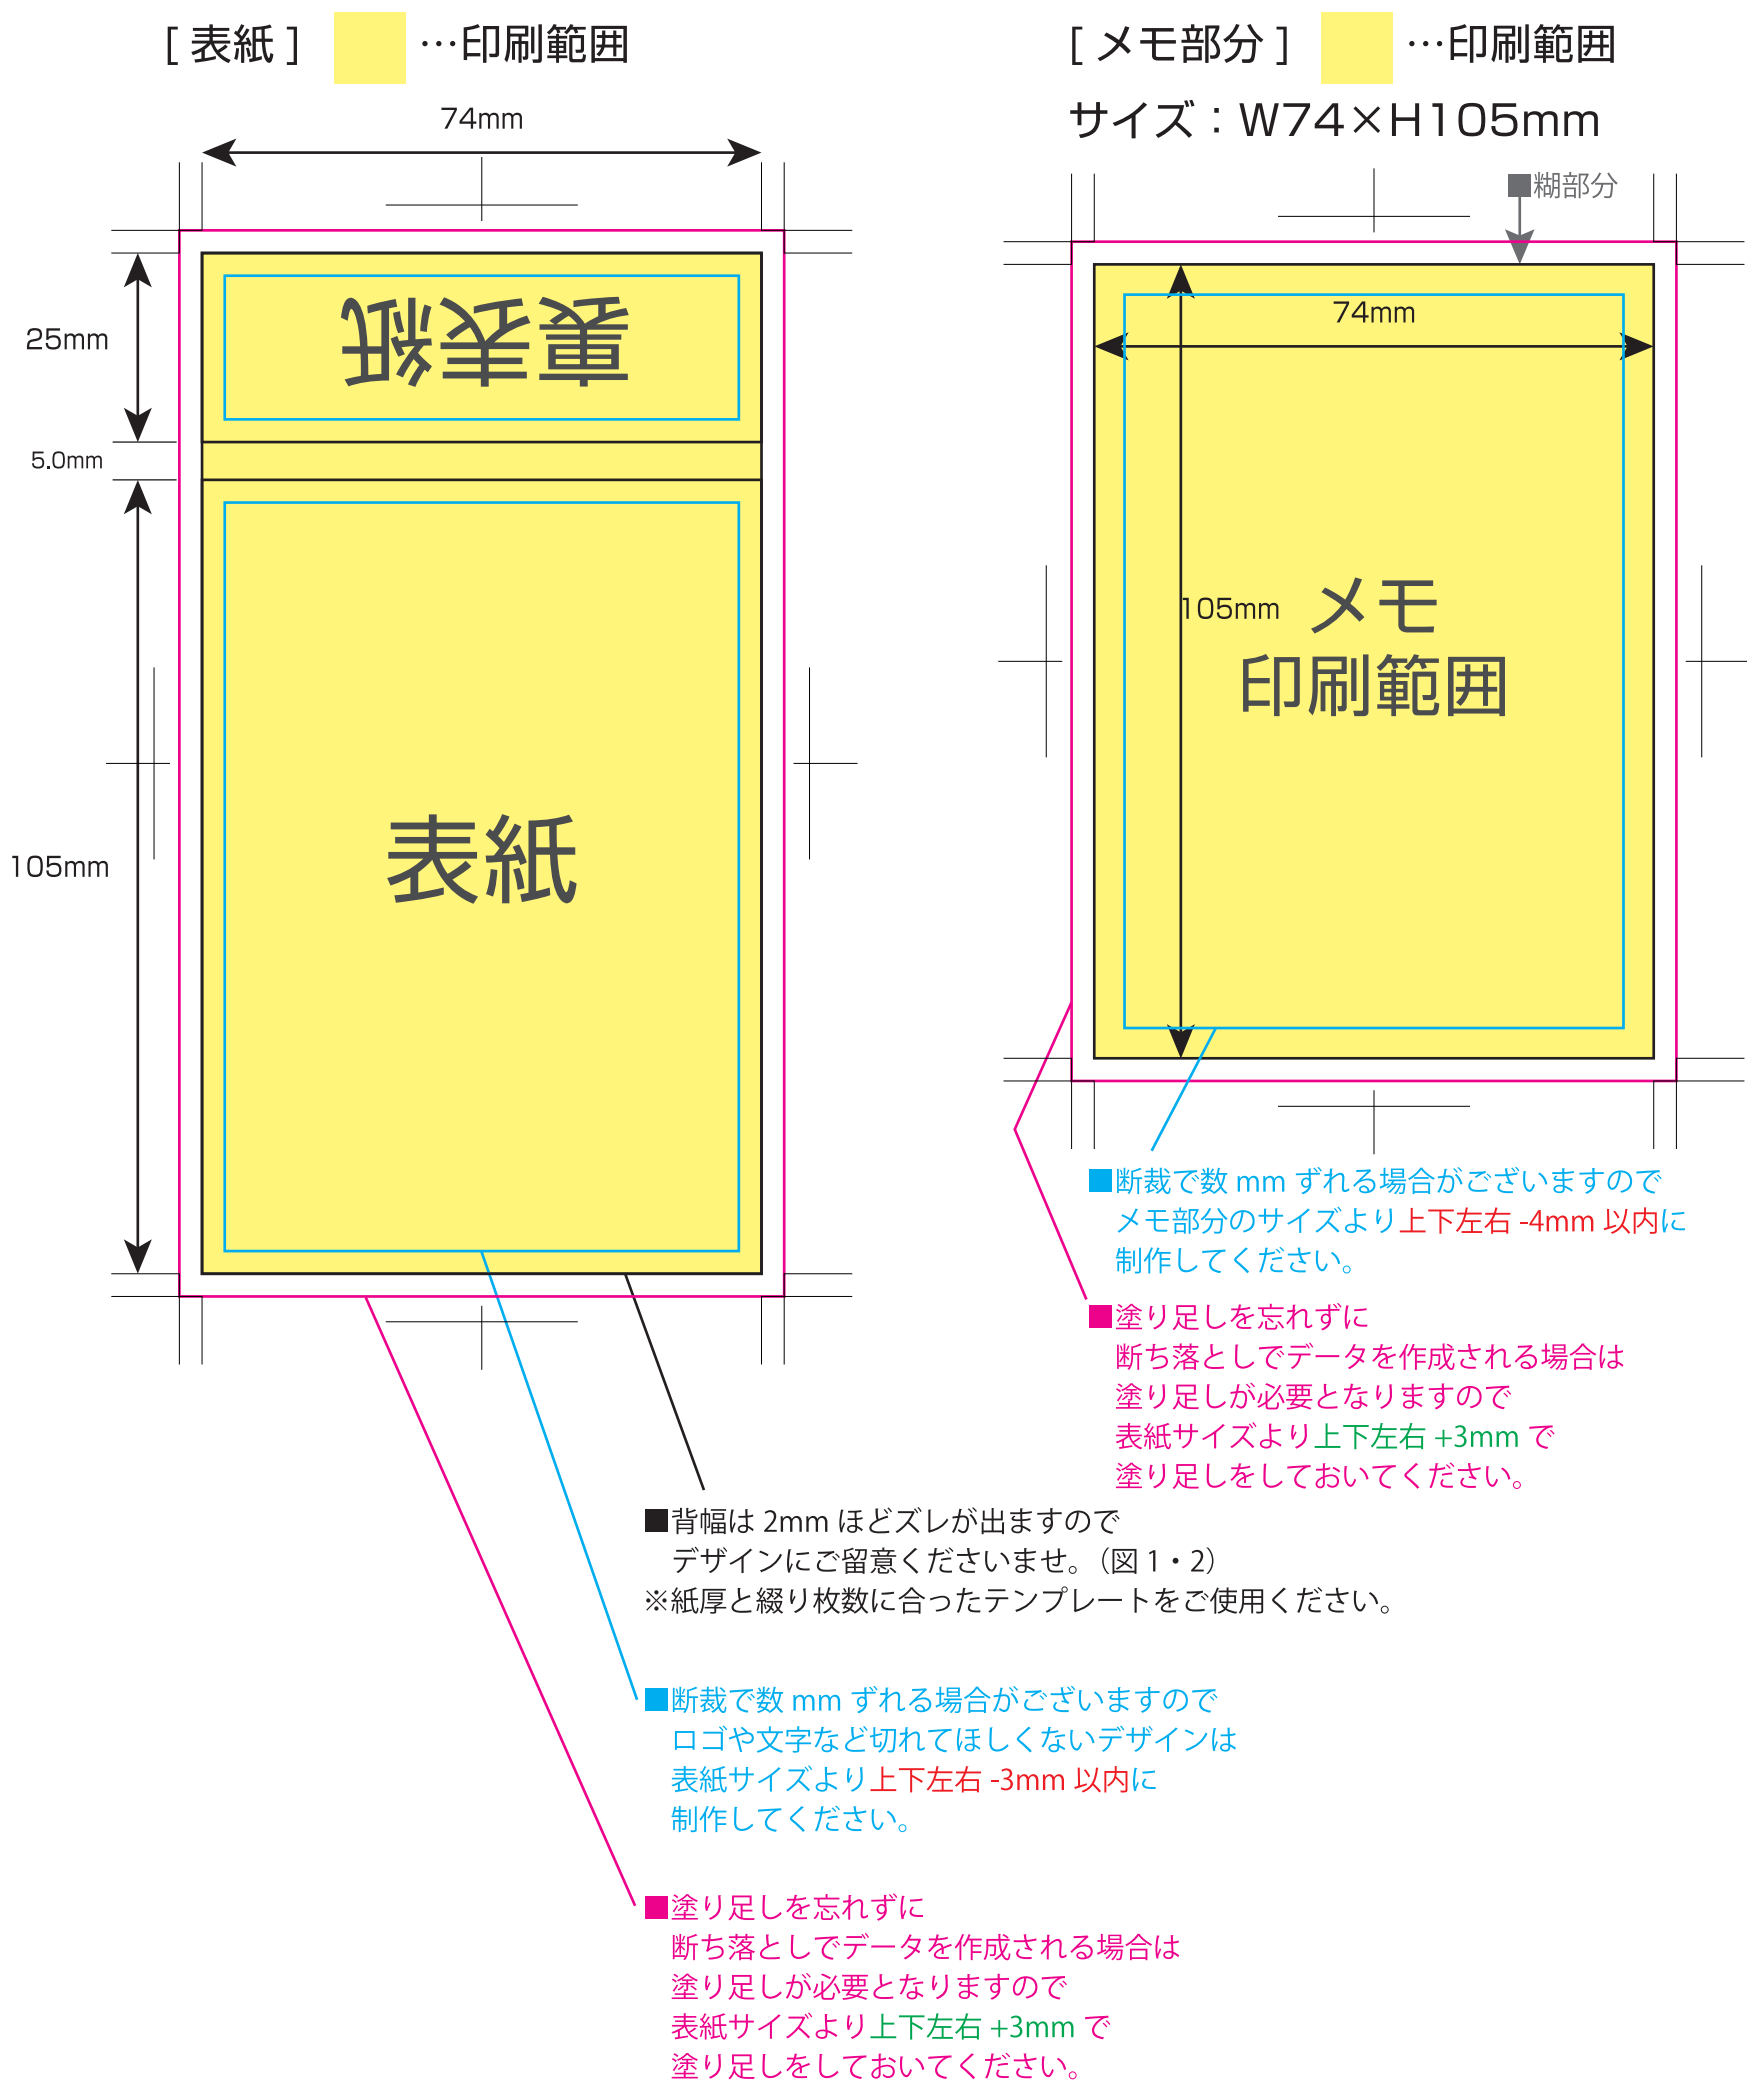 [ 表紙 ] …印刷範囲
74mm
25mm
裏表紙
5.0mm
105mm
表紙
[ メモ部分 ] …印刷範囲
サイズ：W74×H105mm
■糊部分
74mm
105mm
メモ
印刷範囲
■断裁で数 mm ずれる場合がございますので
メモ部分のサイズより上下左右 -4mm 以内に
制作してください。
■塗り足しを忘れずに
断ち落としでデータを作成される場合は
塗り足しが必要となりますので
表紙サイズより上下左右 +3mm で
塗り足しをしておいてください。
■背幅は 2mm ほどズレが出ますので
デザインにご留意くださいませ。（図 1・2）
※紙厚と綴り枚数に合ったテンプレートをご使用ください。
■断裁で数 mm ずれる場合がございますので
ロゴや文字など切れてほしくないデザインは
表紙サイズより上下左右 -3mm 以内に
制作してください。
■塗り足しを忘れずに
断ち落としでデータを作成される場合は
塗り足しが必要となりますので
表紙サイズより上下左右 +3mm で
塗り足しをしておいてください。